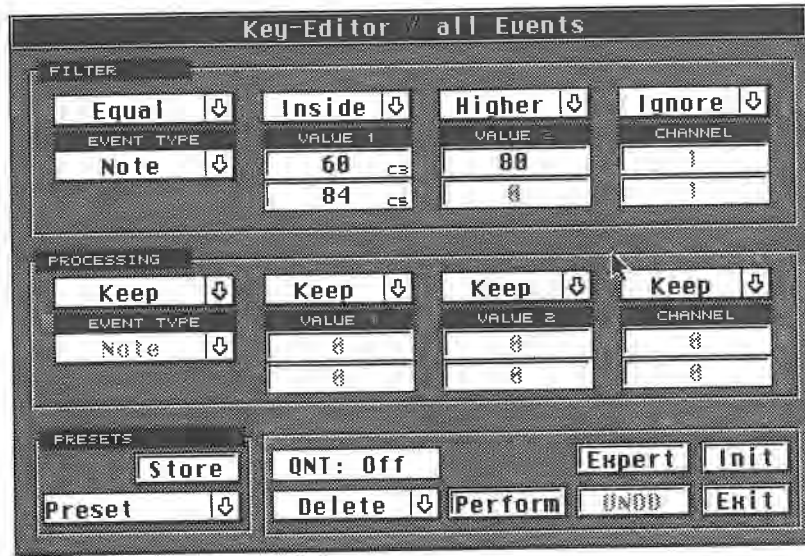 Key-Editor // all Events
FILTER
Equal Inside Higher Ignore
EVENT TYPE VALUE 1 VALUE 2 CHANNEL
Note 60 C3 80 1
84 C5 0 1
PROCESSING
Keep Keep Keep Keep
EVENT TYPE VALUE 1 VALUE 2 CHANNEL
Note 0 0 0
0 0 0
PRESETS
Store QNT: Off Expert Init
Preset Delete Perform UNDO Exit